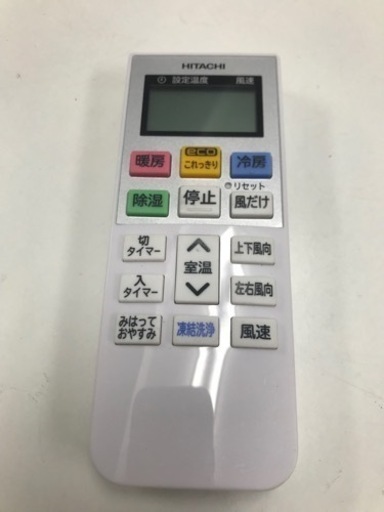 HITACHI
設定温度 風速
暖房
eco
これっきり
冷房
除湿
停止
リセット
風だけ
切
タイマー
室温
上下風向
入
タイマー
左右風向
みはって
おやすみ
凍結洗浄
風速